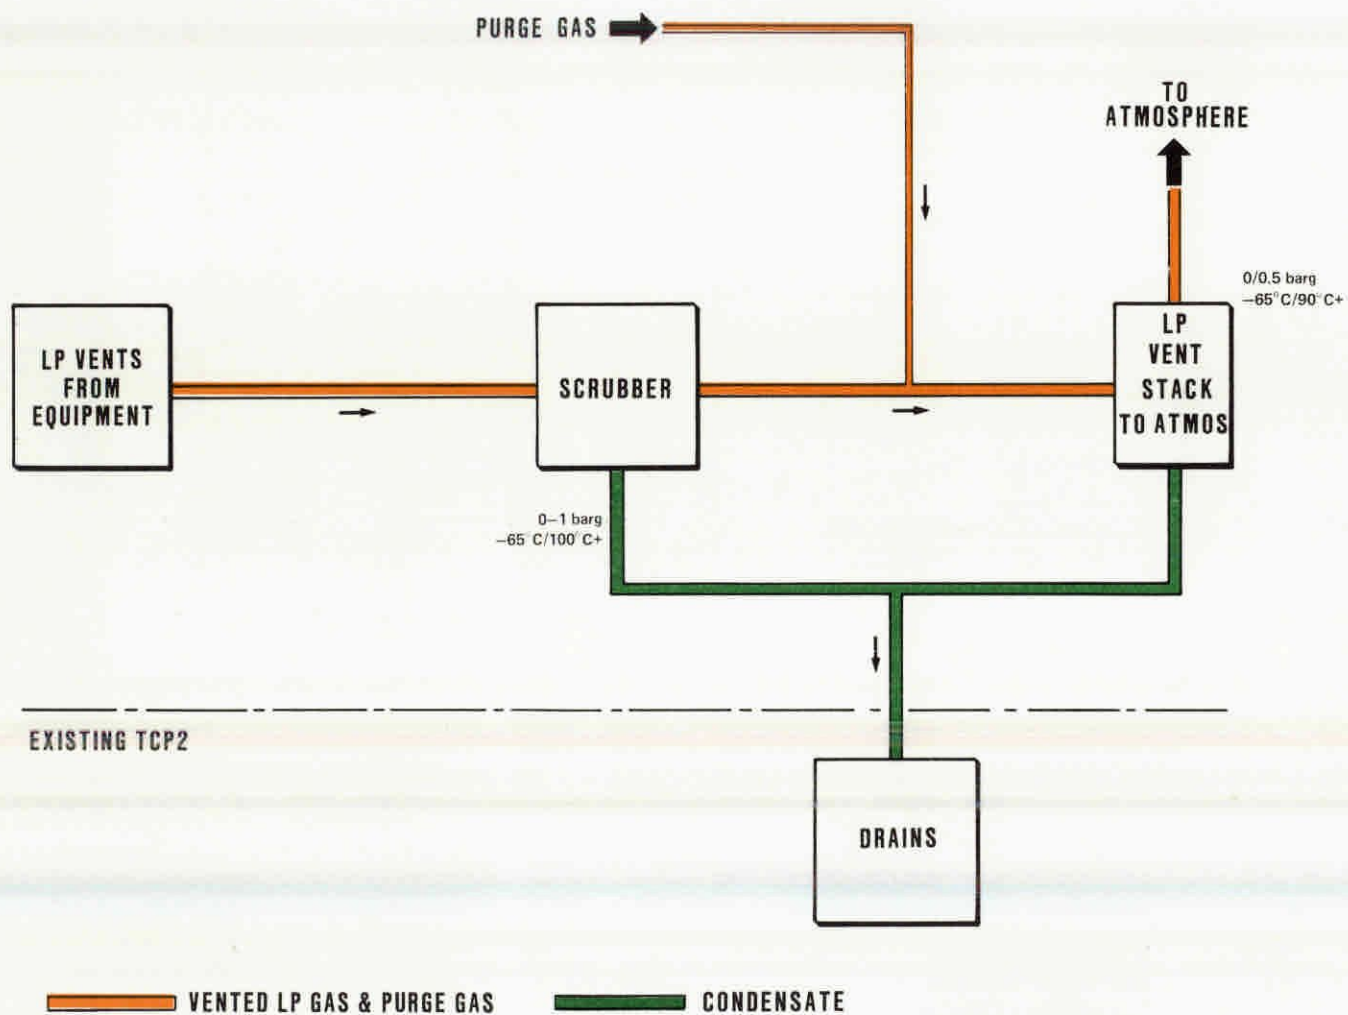 PURGE GAS
TO
ATMOSPHERE
0/0.5 barg
−65°C/90°C+
LP VENTS
FROM
EQUIPMENT
SCRUBBER
LP
VENT
STACK
TO ATMOS
0−1 barg
−65°C/100°C+
EXISTING TCP2
DRAINS
VENTED LP GAS & PURGE GAS
CONDENSATE